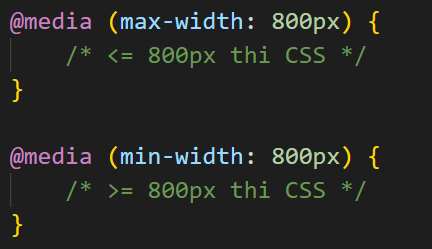 @media (max-width: 800px) {
    /* <= 800px thi CSS */
}
@media (min-width: 800px) {
    /* >= 800px thi CSS */
}